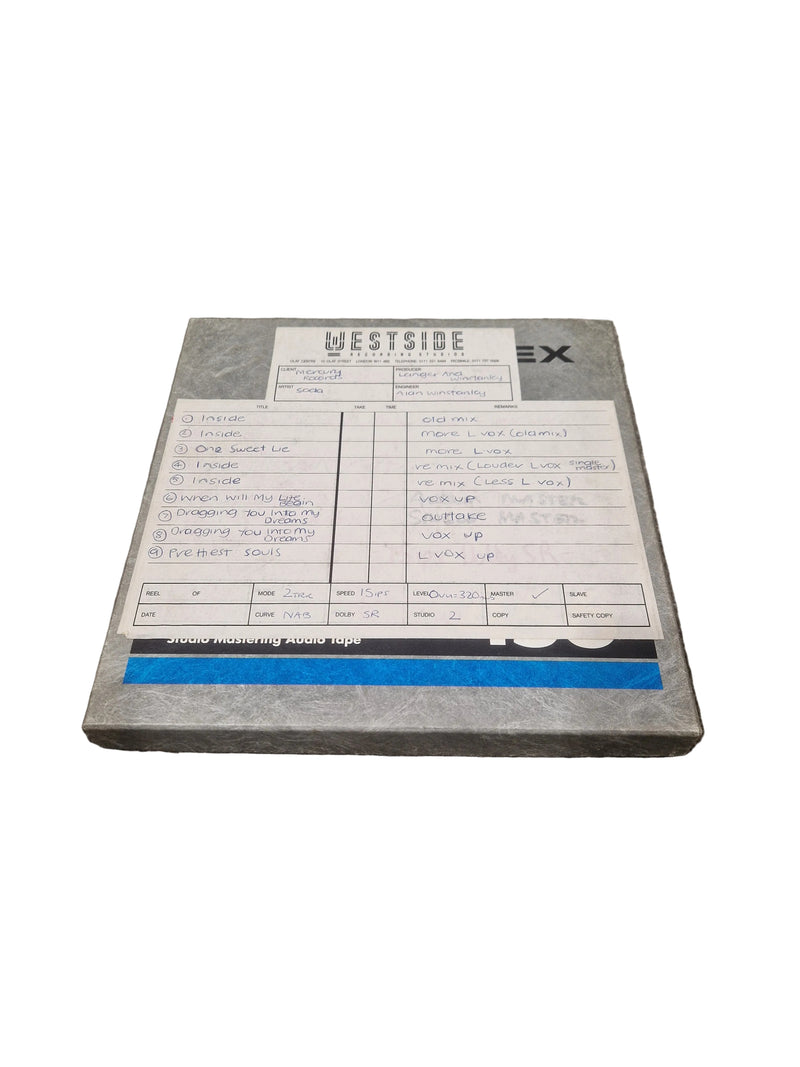 WESTSIDE
RECORDING STUDIOS
EX
CLIENT Mercury Records PRODUCER Langer And Winstanley
ARTIST Soda ENGINEER Alan Winstanley
TITLE TAKE TIME REMARKS
① Inside old mix
② Inside more L vox (old mix)
③ One Sweet Lie more L vox
④ Inside re mix (Louder L vox single master)
⑤ Inside re mix (Less L vox)
⑥ When Will My Life Begin vox up
⑦ Dragging You Into my Dreams outtake
⑧ Dragging You Into My Dreams vox up
⑨ Prettiest Souls L vox up
REEL OF MODE 2TRK SPEED 15ips LEVEL 0vu=320 MASTER ✓ SLAVE
DATE CURVE NAB DOLBY SR STUDIO 2 COPY SAFETY COPY
Studio Mastering Audio Tape